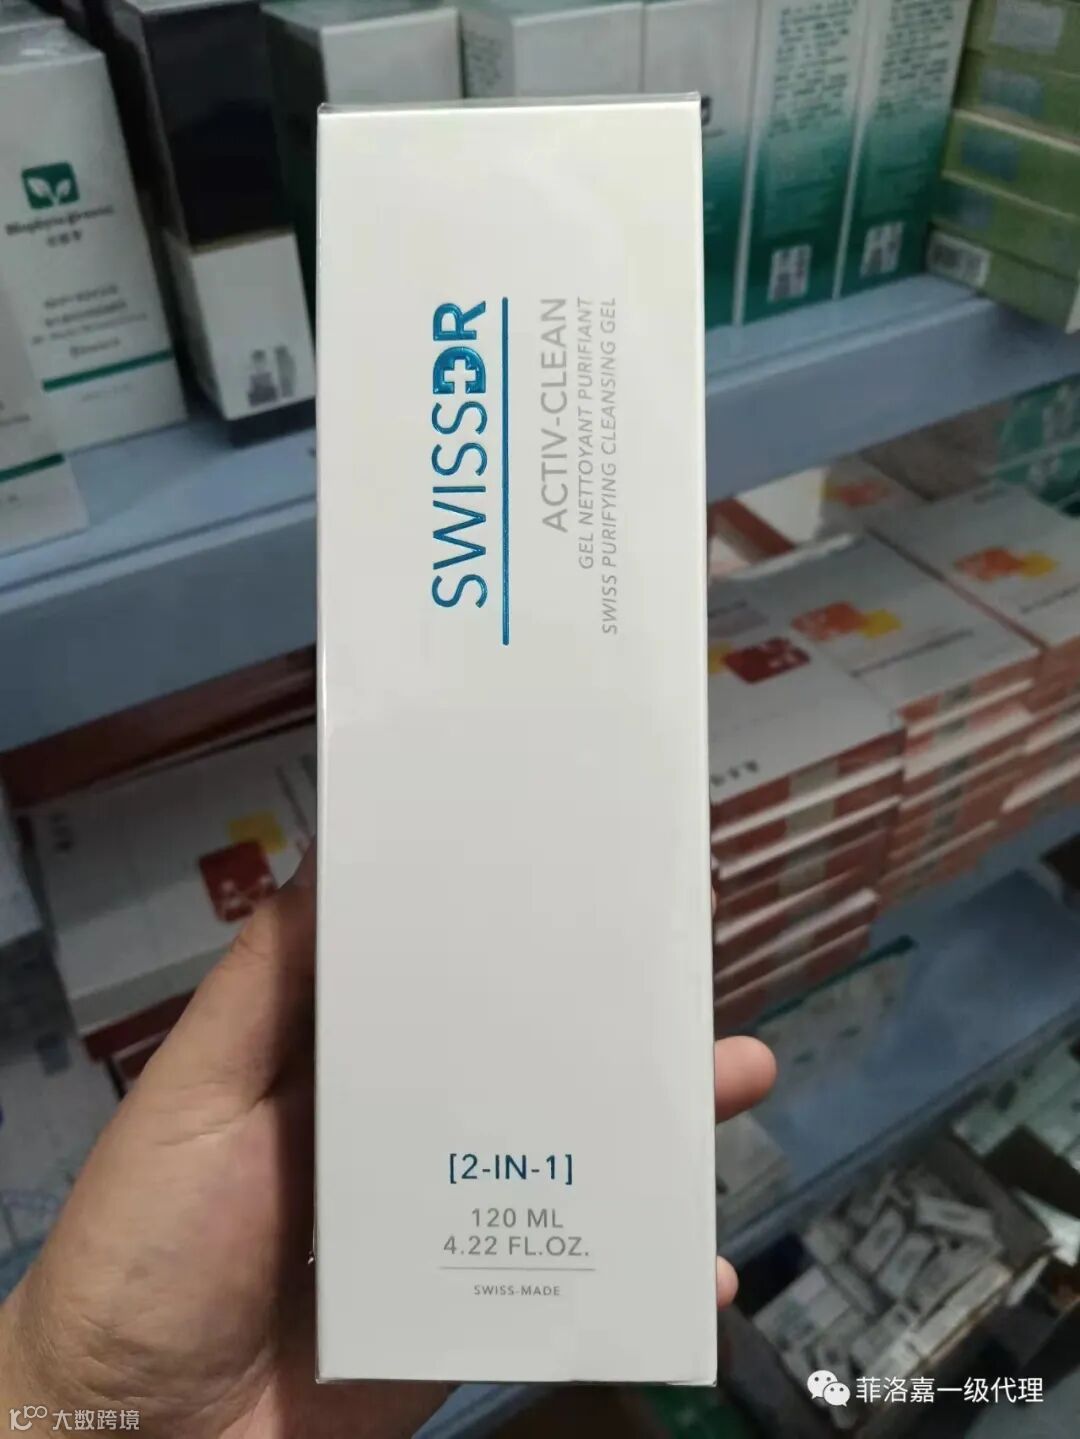 SWISSDR
ACTIV-CLEAN
GEL NETTOYANT PURIFIANT
SWISS PURIFYING CLEANSING GEL
[2-IN-1]
120 ML
4.22 FL.OZ.
SWISS-MADE
菲洛嘉一级代理
大数跨境